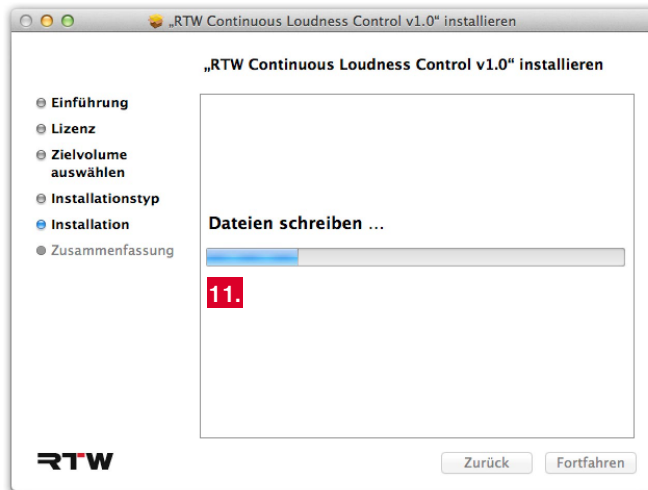 „RTW Continuous Loudness Control v1.0“ installieren
„RTW Continuous Loudness Control v1.0“ installieren
Einführung
Lizenz
Zielvolume
auswählen
Installationstyp
Installation
Zusammenfassung
Dateien schreiben ...
11.
RTW
Zurück
Fortfahren